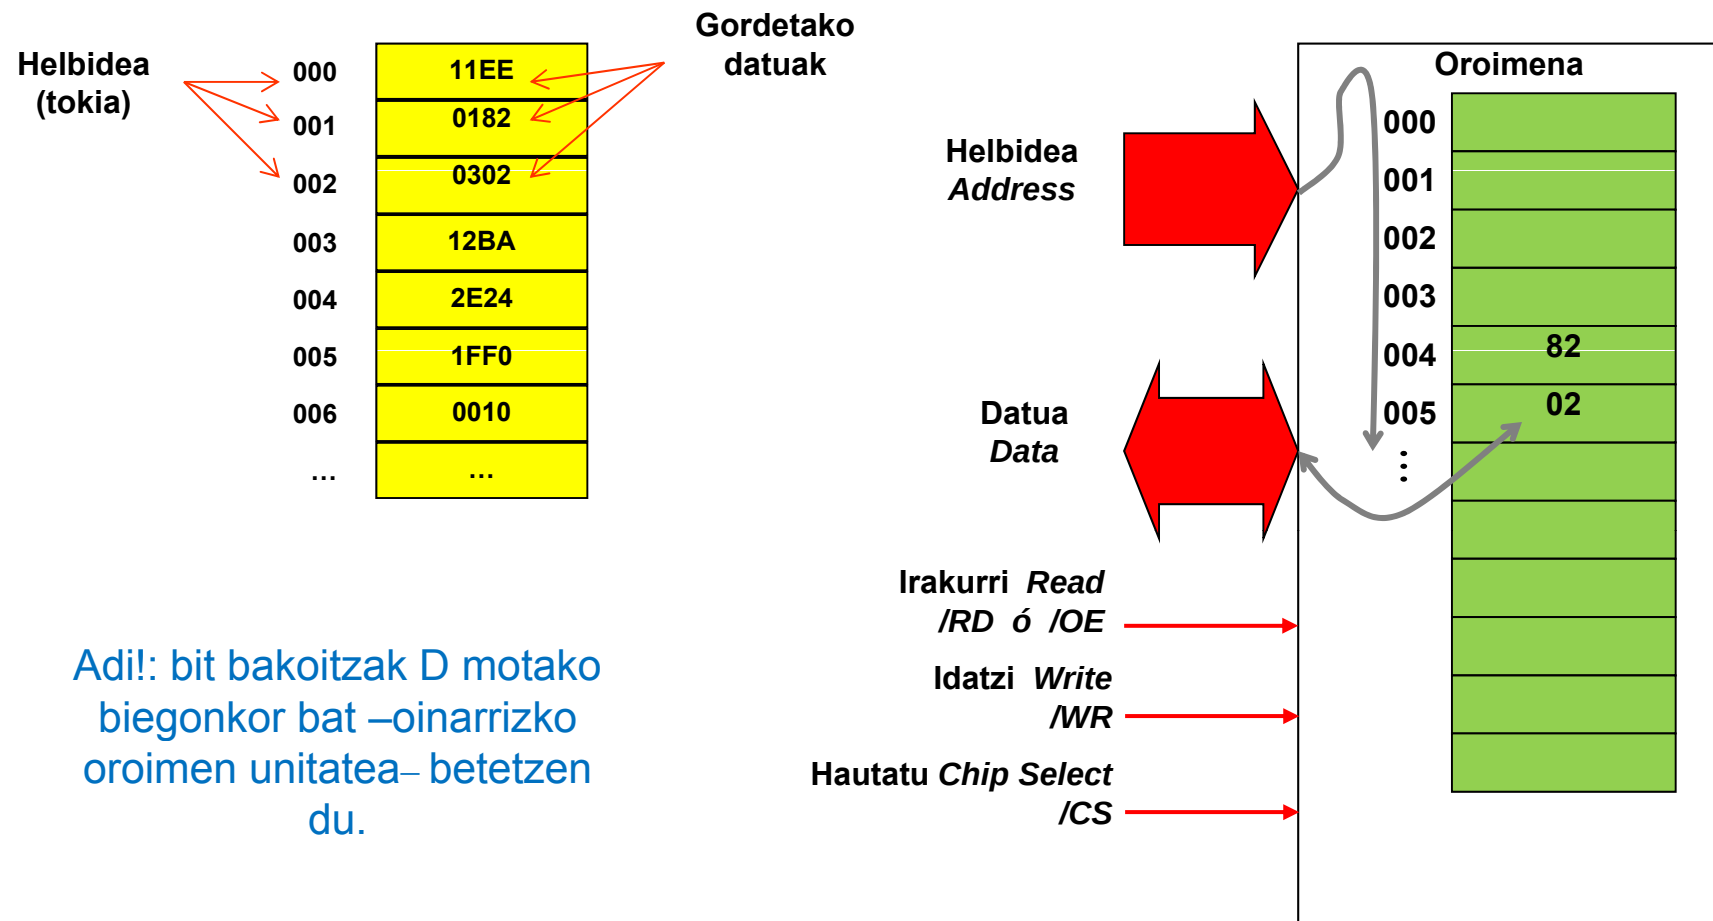 Helbidea
(tokia)
Gordetako
datuak
000 11EE
001 0182
002 0302
003 12BA
004 2E24
005 1FF0
006 0010
... ...
Adi!: bit bakoitzak D motako
biegonkor bat –oinarrizko
oroimen unitatea– betetzen
du.
Helbidea
Address
Datua
Data
Irakurri Read
/RD ó /OE
Idatzi Write
/WR
Hautatu Chip Select
/CS
Oroimena
000
001
002
003
004 82
005 02
...